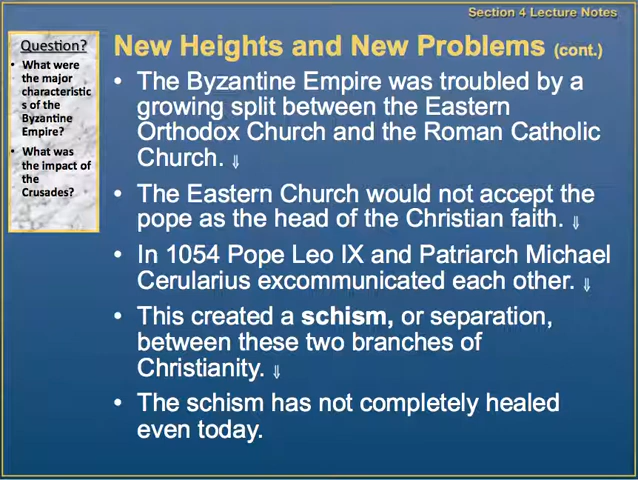 Section 4 Lecture Notes
Question?
• What were
the major
characteristic
s of the
Byzantine
Empire?
• What was
the impact of
the
Crusades?
New Heights and New Problems (cont.)
• The Byzantine Empire was troubled by a
growing split between the Eastern
Orthodox Church and the Roman Catholic
Church. ⇓
• The Eastern Church would not accept the
pope as the head of the Christian faith. ⇓
• In 1054 Pope Leo IX and Patriarch Michael
Cerularius excommunicated each other. ⇓
• This created a schism, or separation,
between these two branches of
Christianity. ⇓
• The schism has not completely healed
even today.